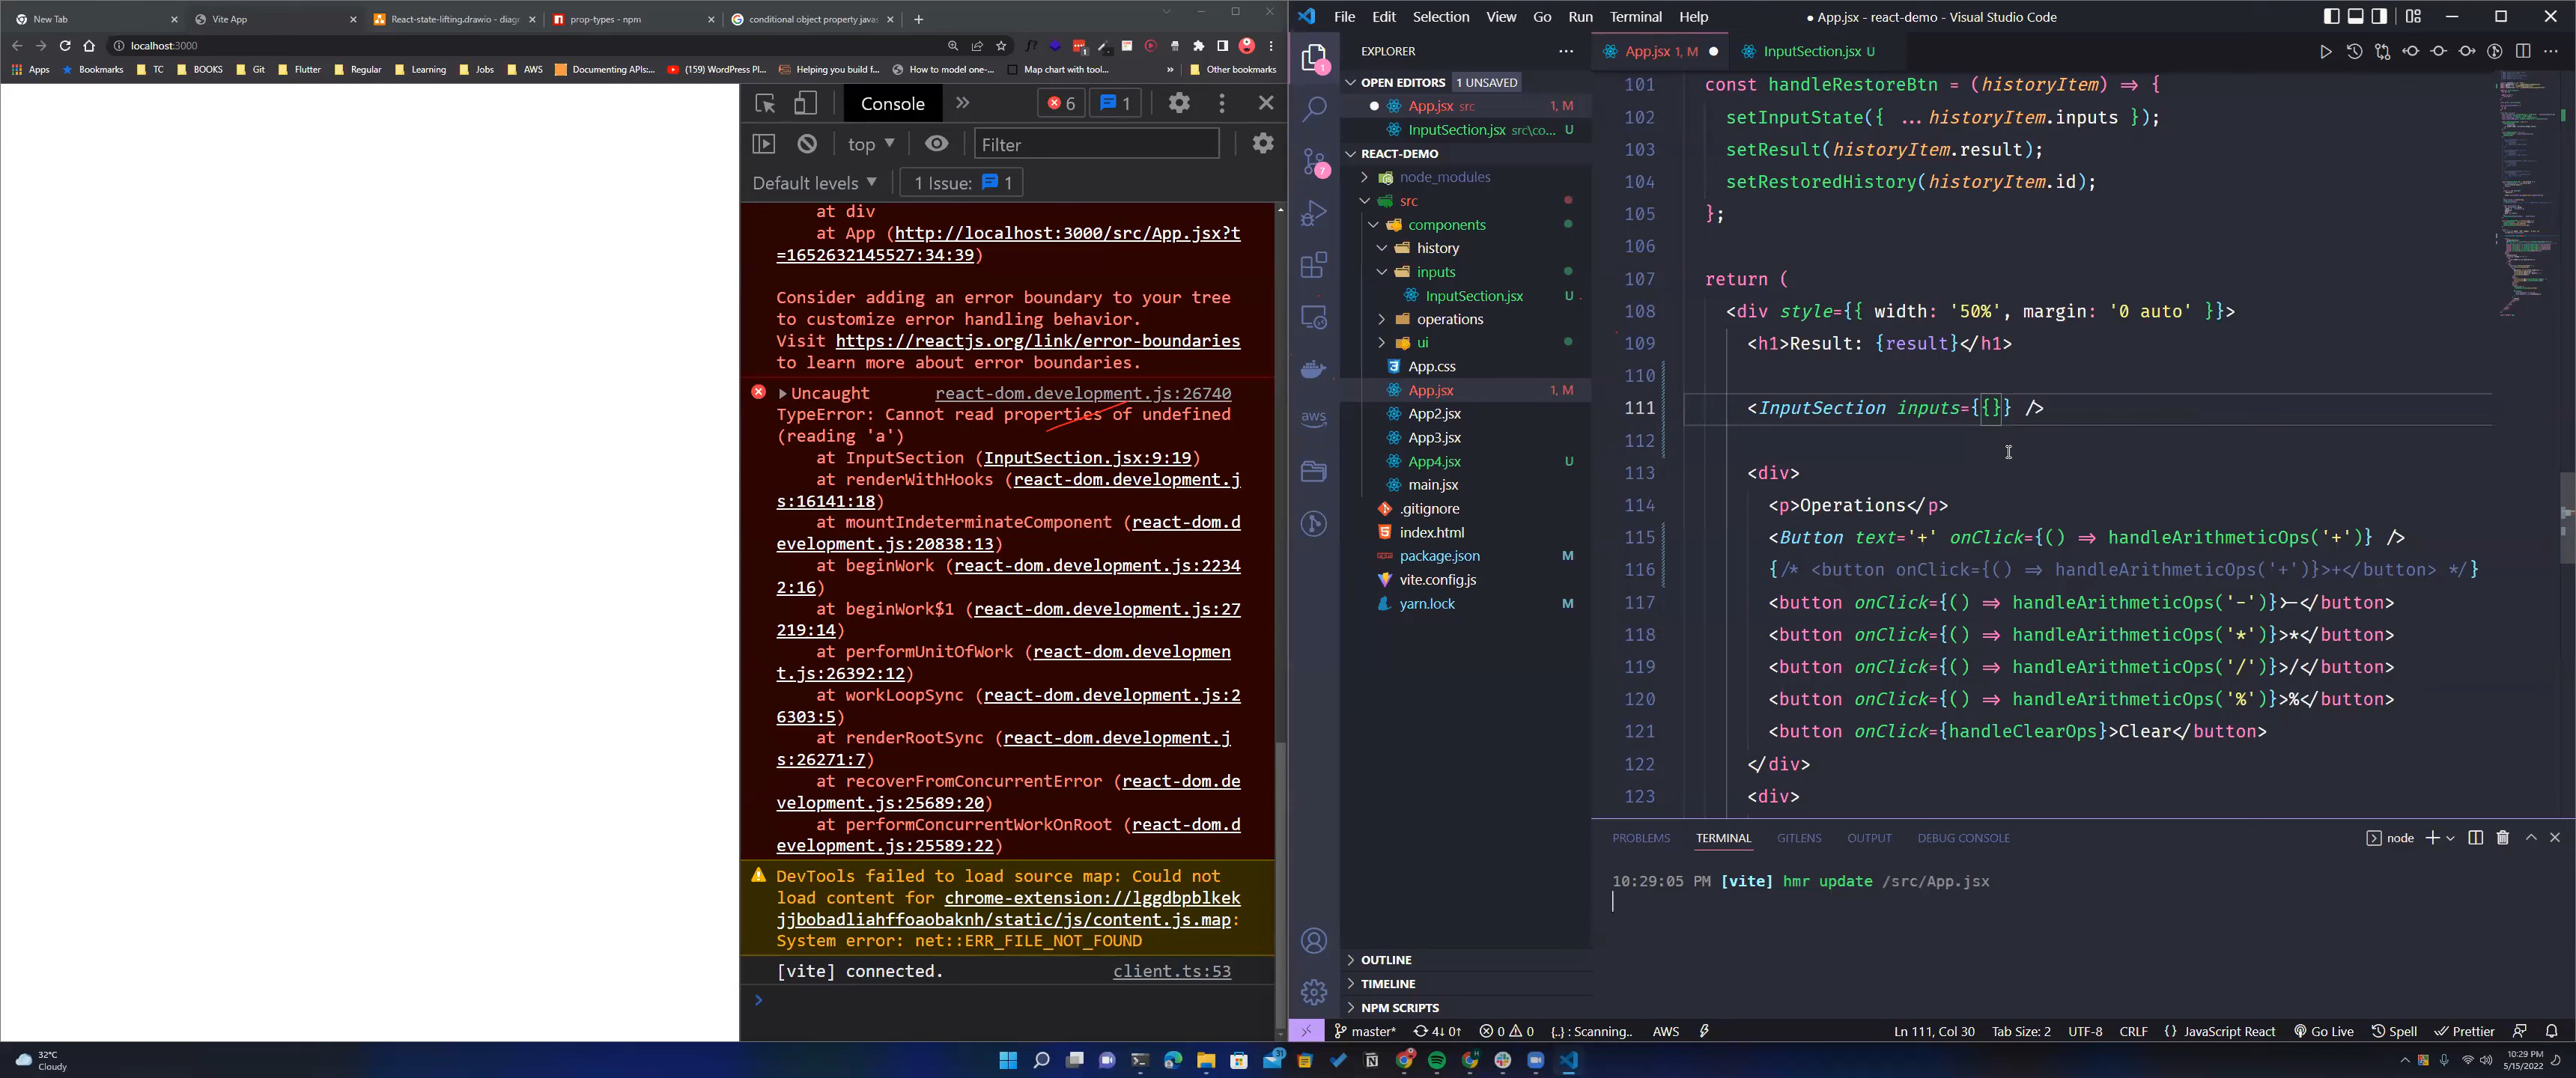 New Tab
Vite App
React-state-lifting.drawio - diagr
prop-types - npm
conditional object property javas
localhost:3000
Apps
Bookmarks
TC
BOOKS
Git
Flutter
Regular
Learning
Jobs
AWS
Documenting APIs:...
(159) WordPress Pl...
Helping you build f...
How to model one-...
Map chart with tool...
»
Other bookmarks
Console
»
6
1
top
Filter
Default levels
1 Issue: 1
at div
at App (http://localhost:3000/src/App.jsx?t
=1652632145527:34:39)
Consider adding an error boundary to your tree
to customize error handling behavior.
Visit https://reactjs.org/link/error-boundaries
to learn more about error boundaries.
Uncaught react-dom.development.js:26740
TypeError: Cannot read properties of undefined
(reading 'a')
at InputSection (InputSection.jsx:9:19)
at renderWithHooks (react-dom.development.j
s:16141:18)
at mountIndeterminateComponent (react-dom.d
evelopment.js:20838:13)
at beginWork (react-dom.development.js:2234
2:16)
at beginWork$1 (react-dom.development.js:27
219:14)
at performUnitOfWork (react-dom.developmen
t.js:26392:12)
at workLoopSync (react-dom.development.js:2
6303:5)
at renderRootSync (react-dom.development.j
s:26271:7)
at recoverFromConcurrentError (react-dom.de
velopment.js:25689:20)
at performConcurrentWorkOnRoot (react-dom.d
evelopment.js:25589:22)
DevTools failed to load source map: Could not
load content for chrome-extension://lggdbpblkek
jjbobadliahffoaobaknh/static/js/content.js.map:
System error: net::ERR_FILE_NOT_FOUND
[vite] connected. client.ts:53
File Edit Selection View Go Run Terminal Help
● App.jsx - react-demo - Visual Studio Code
EXPLORER
OPEN EDITORS 1 UNSAVED
App.jsx src 1, M
InputSection.jsx src\co... U
REACT-DEMO
node_modules
src
components
history
inputs
InputSection.jsx U
operations
ui
App.css
App.jsx 1, M
App2.jsx
App3.jsx
App4.jsx U
main.jsx
.gitignore
index.html
package.json M
vite.config.js
yarn.lock M
OUTLINE
TIMELINE
NPM SCRIPTS
1
7
aws
App.jsx 1, M
InputSection.jsx U
101 const handleRestoreBtn = (historyItem) ⇒ {
102 setInputState({ ...historyItem.inputs });
103 setResult(historyItem.result);
104 setRestoredHistory(historyItem.id);
105 };
106
107 return (
108 <div style={{ width: '50%', margin: '0 auto' }}>
109 <h1>Result: {result}</h1>
110
111 <InputSection inputs={{}} />
112
113 <div>
114 <p>Operations</p>
115 <Button text='+' onClick={() ⇒ handleArithmeticOps('+')} />
116 {/* <button onClick={() ⇒ handleArithmeticOps('+')}>+</button> */}
117 <button onClick={() ⇒ handleArithmeticOps('-')}>-</button>
118 <button onClick={() ⇒ handleArithmeticOps('*')}>*</button>
119 <button onClick={() ⇒ handleArithmeticOps('/')}>/</button>
120 <button onClick={() ⇒ handleArithmeticOps('%')}>%</button>
121 <button onClick={handleClearOps}>Clear</button>
122 </div>
123 <div>
PROBLEMS TERMINAL GITLENS OUTPUT DEBUG CONSOLE
node
10:29:05 PM [vite] hmr update /src/App.jsx
master* 4↓ 0↑ 0 0 {..} : Scanning.. AWS
Ln 111, Col 30 Tab Size: 2 UTF-8 CRLF {} JavaScript React Go Live Spell Prettier
32°C
Cloudy
31
10:29 PM
5/15/2022